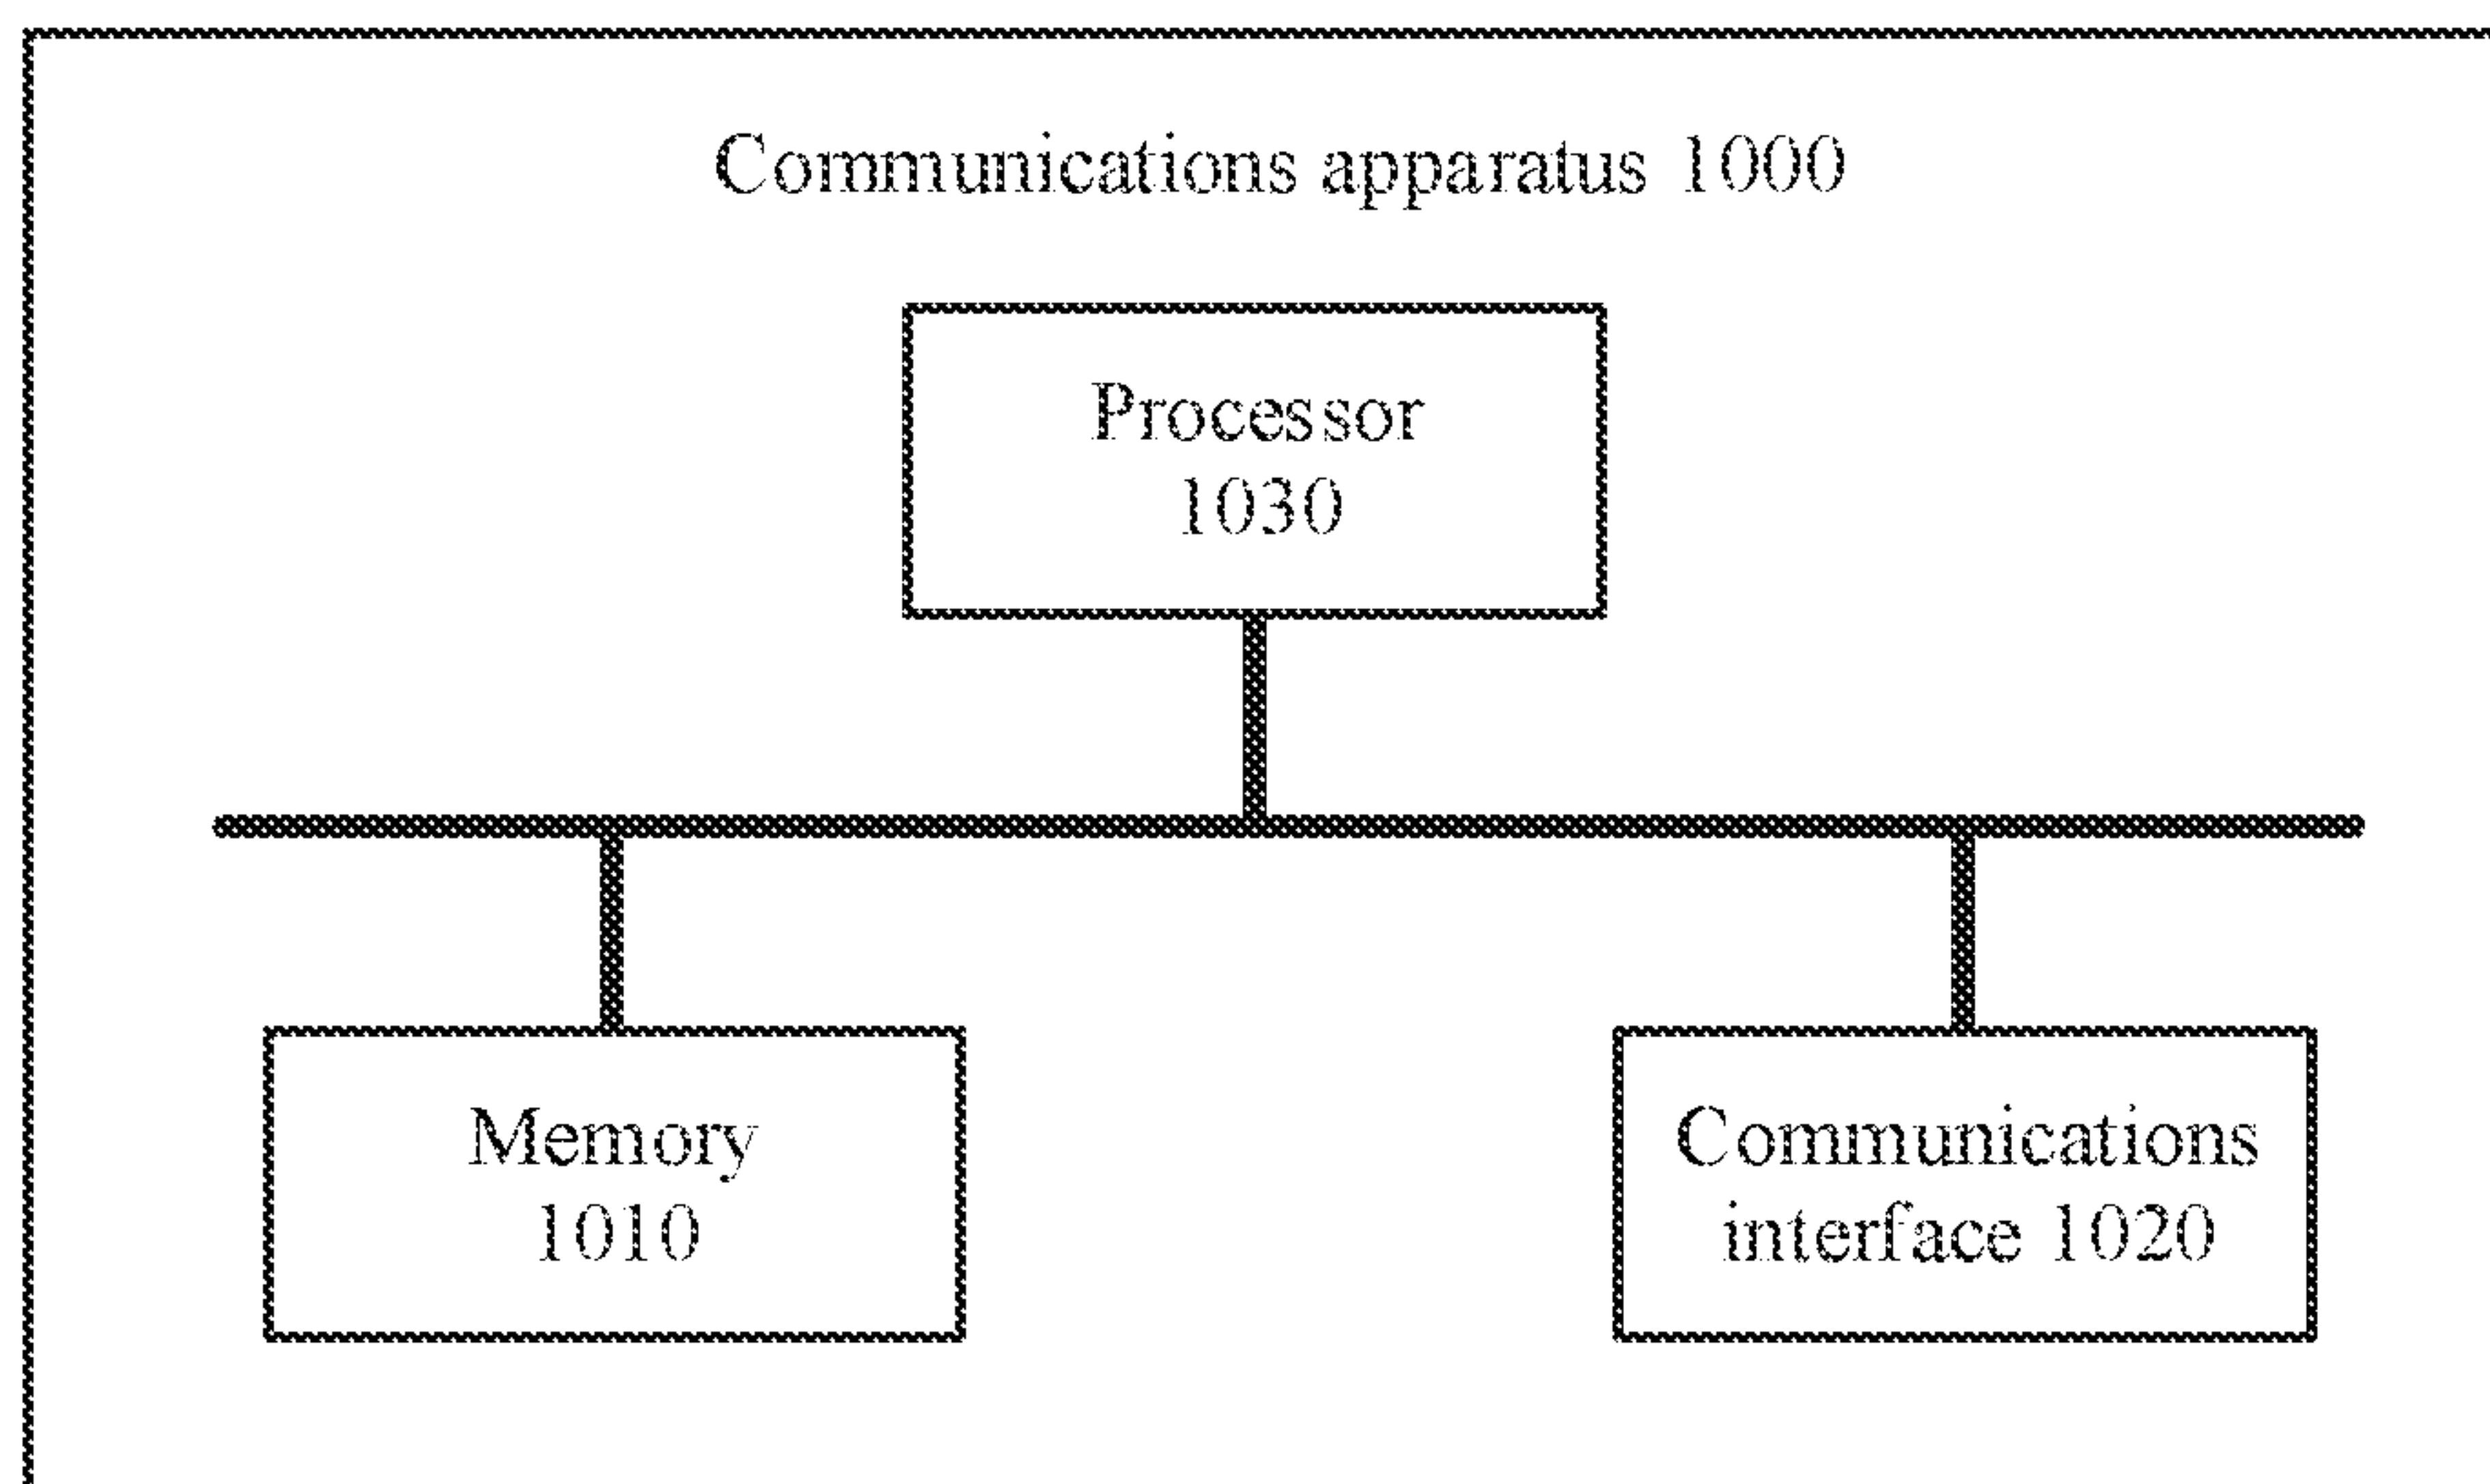 Communications apparatus 1000
Processor
1030
Memory
1010
Communications
interface 1020